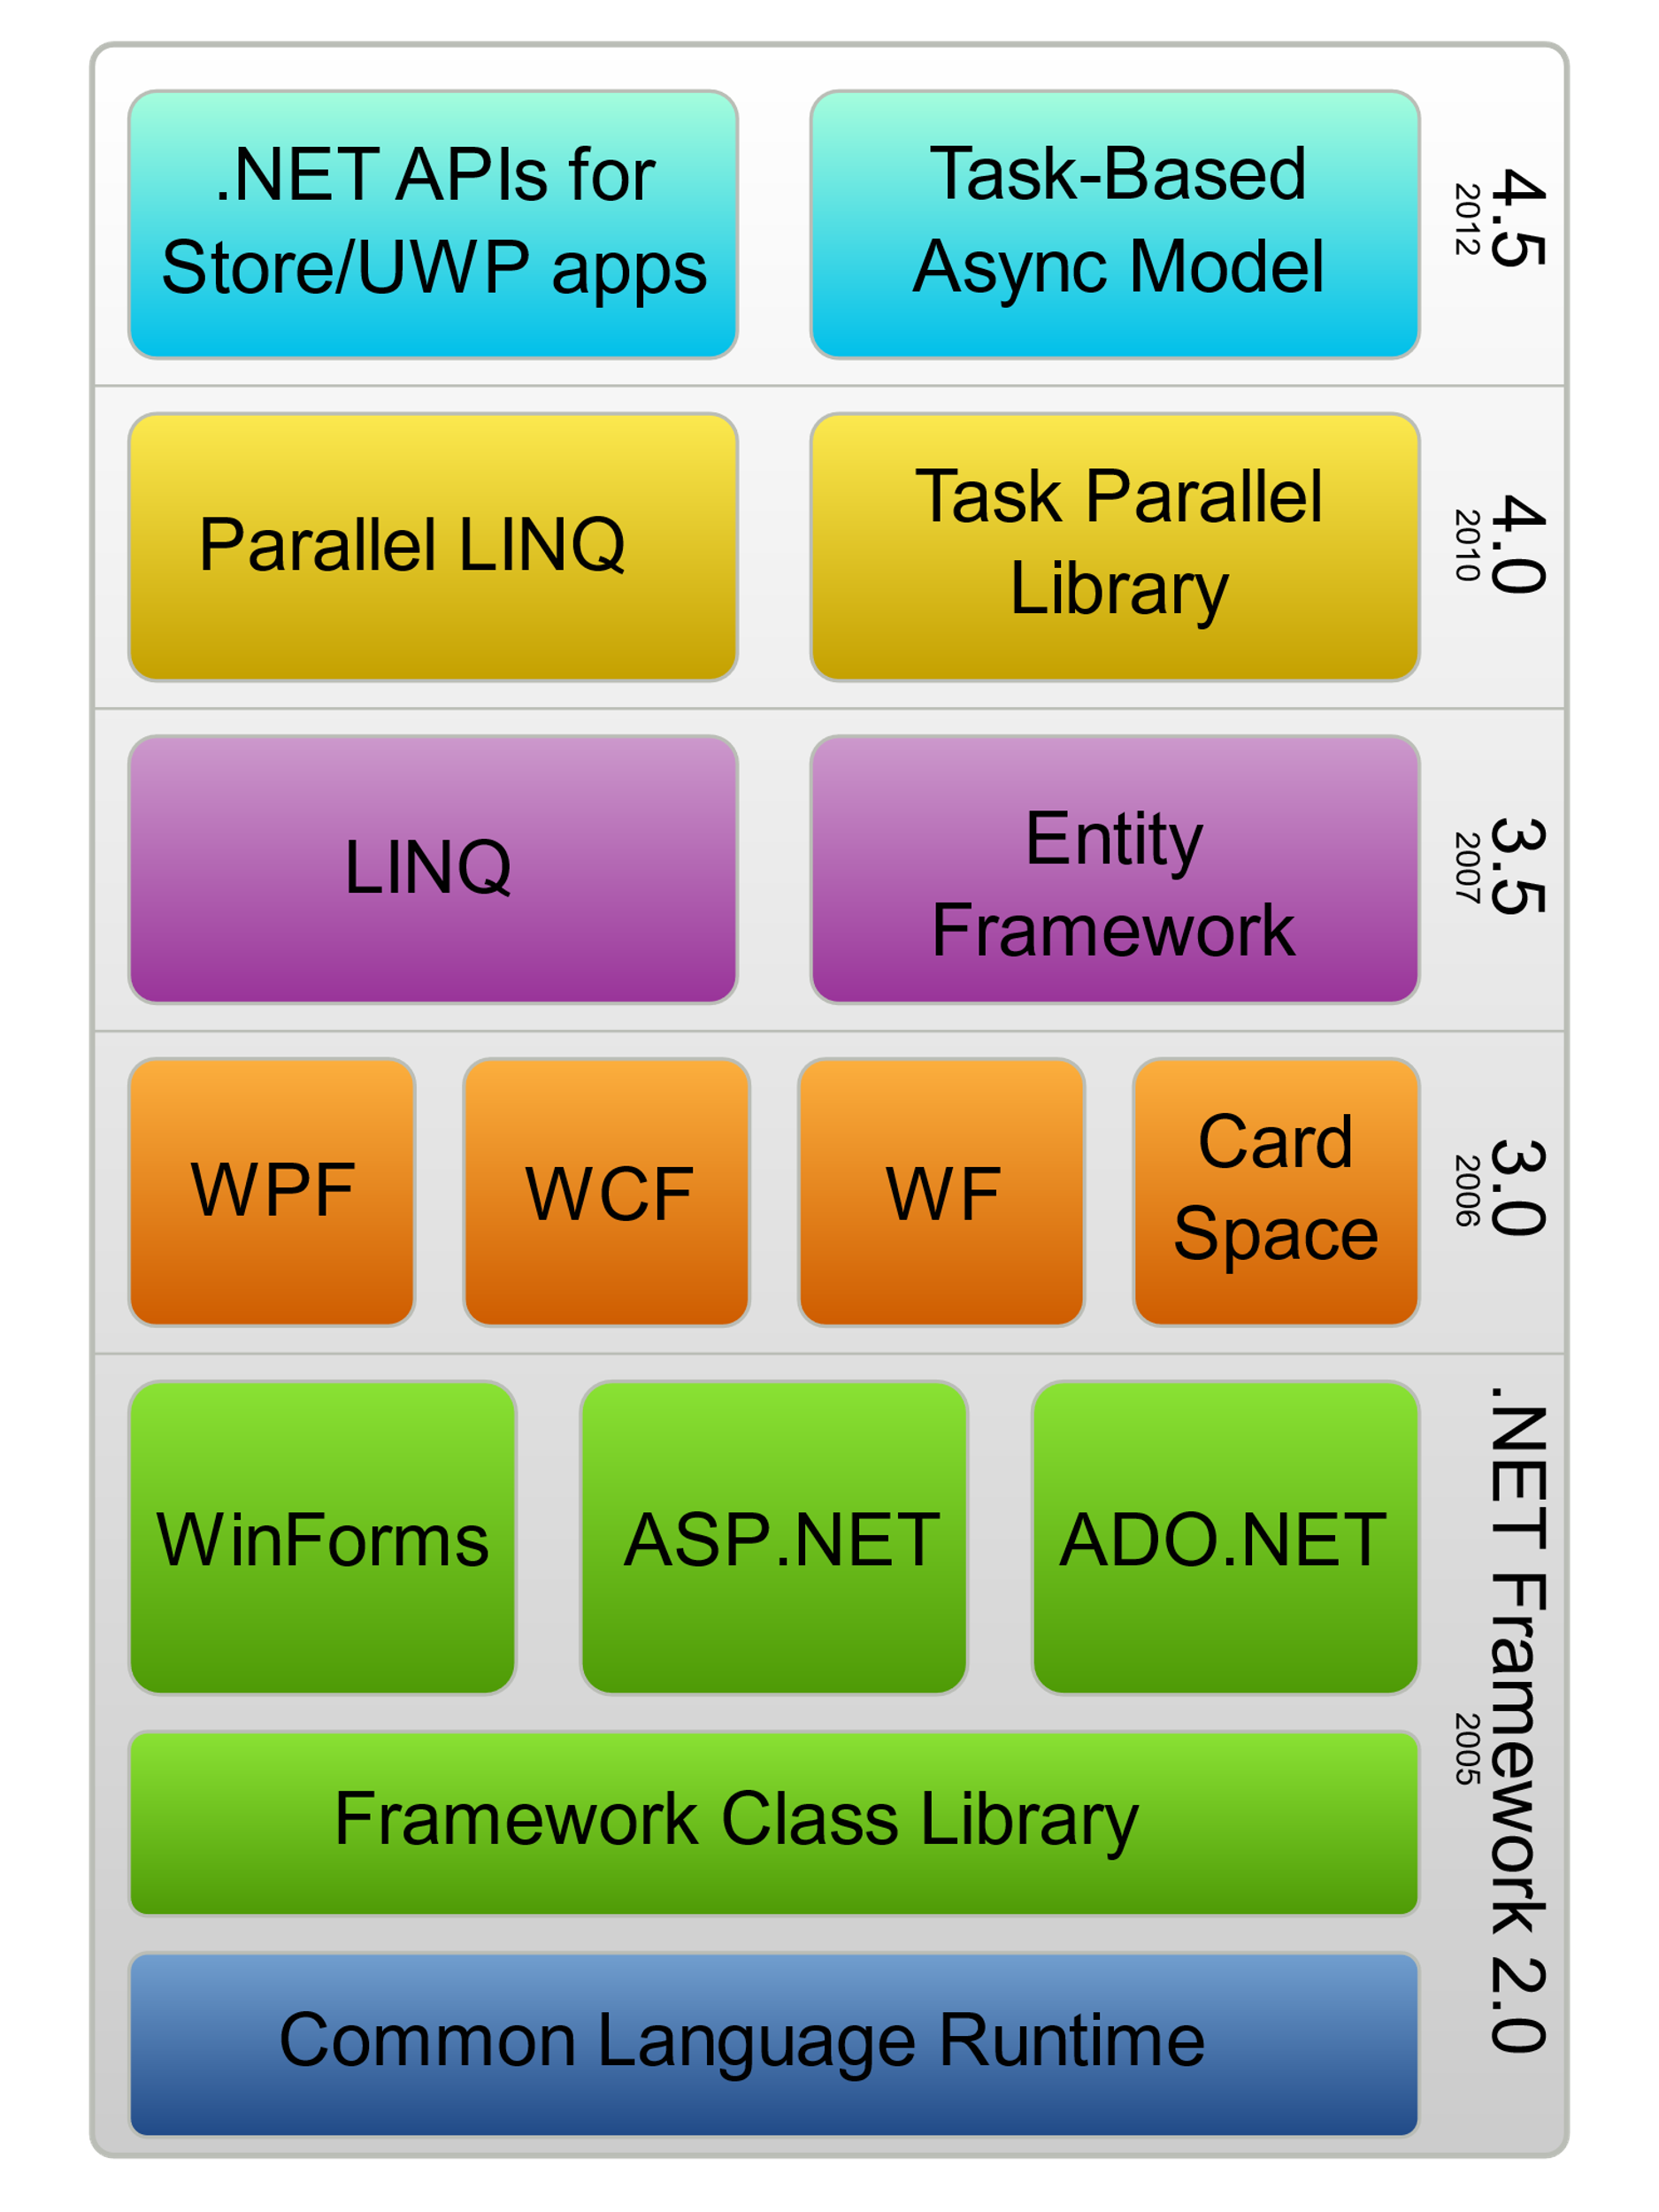 .NET APIs for
Store/UWP apps
Task-Based
Async Model
4.5
2012
Parallel LINQ
Task Parallel
Library
4.0
2010
LINQ
Entity
Framework
3.5
2007
WPF
WCF
WF
Card
Space
3.0
2006
WinForms
ASP.NET
ADO.NET
Framework Class Library
Common Language Runtime
.NET Framework 2.0
2005